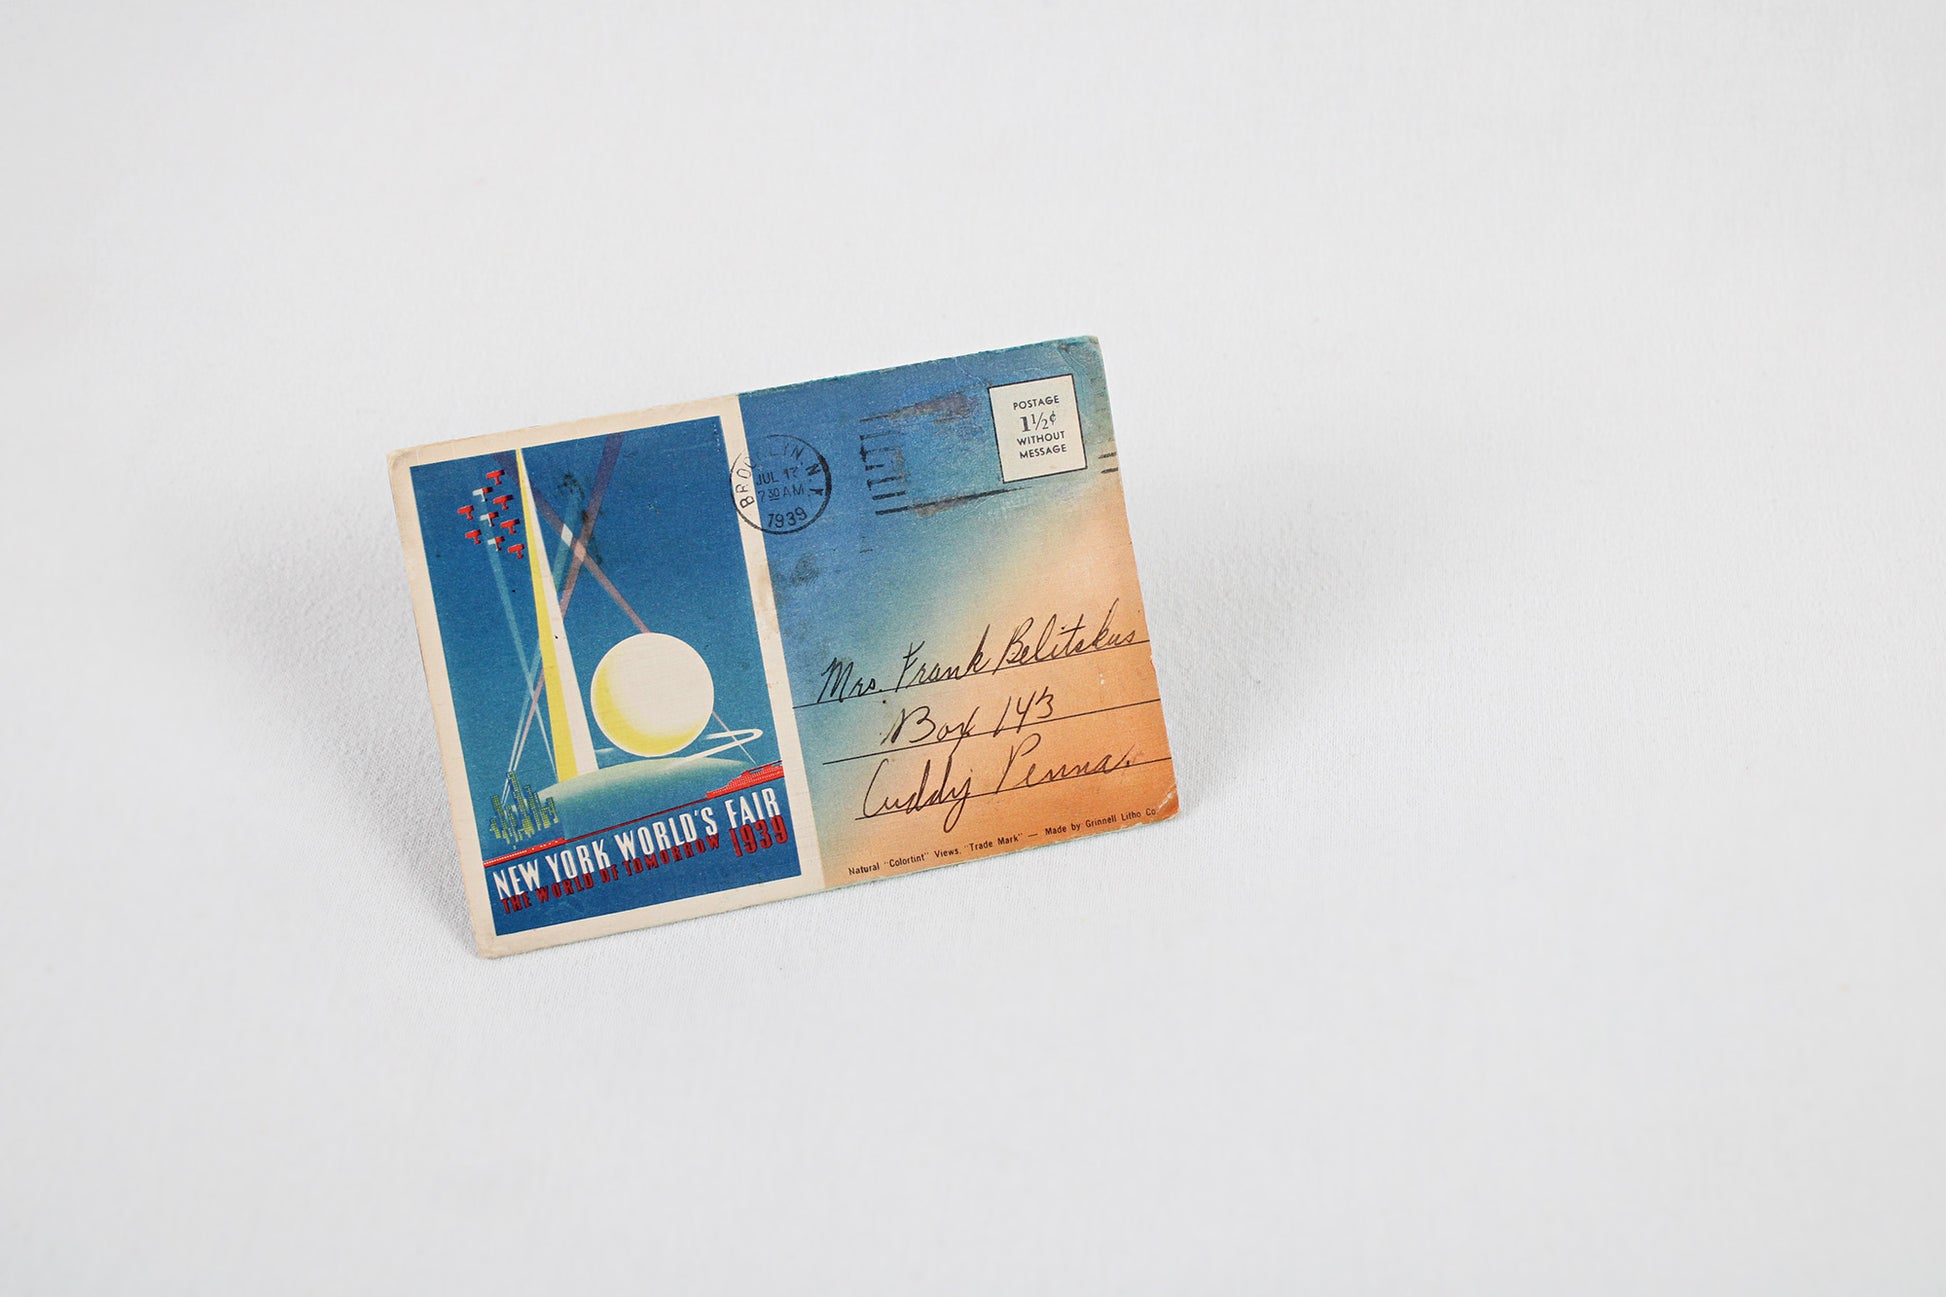 NEW YORK WORLD'S FAIR
THE WORLD OF TOMORROW 1939
BROOKLYN, N.Y.
JUL 17
7 30 AM
1939
POSTAGE
1½¢
WITHOUT
MESSAGE
Mrs. Frank Belitskus
Box 143
Cuddy Penna.
Natural "Colortint" Views, "Trade Mark" — Made by Grinnell Litho Co.